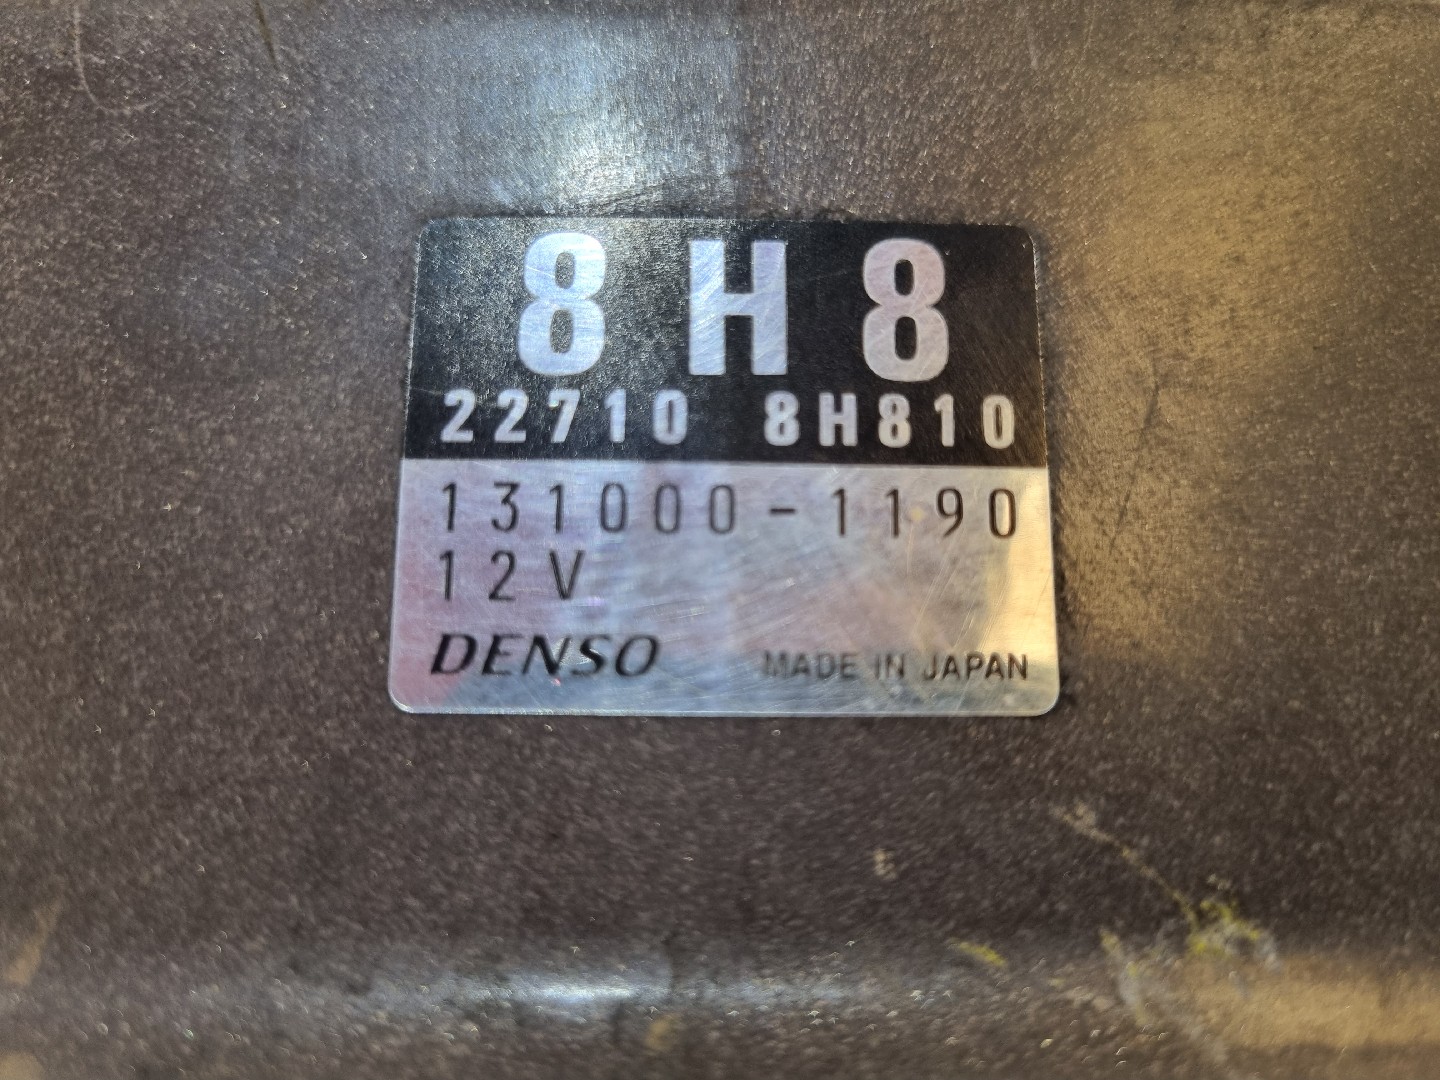 8H8
22710 8H810
131000-1190
12V
DENSO MADE IN JAPAN